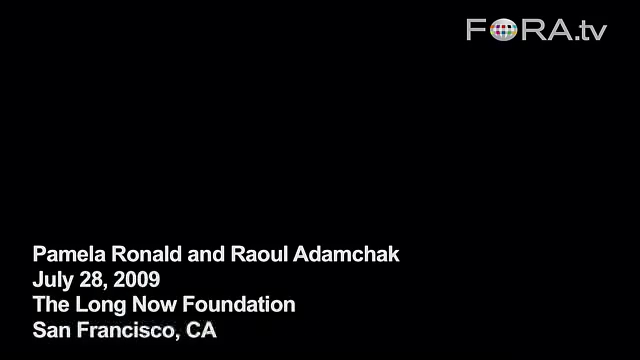 FORA.tv
Pamela Ronald and Raoul Adamchak
July 28, 2009
The Long Now Foundation
San Francisco, CA